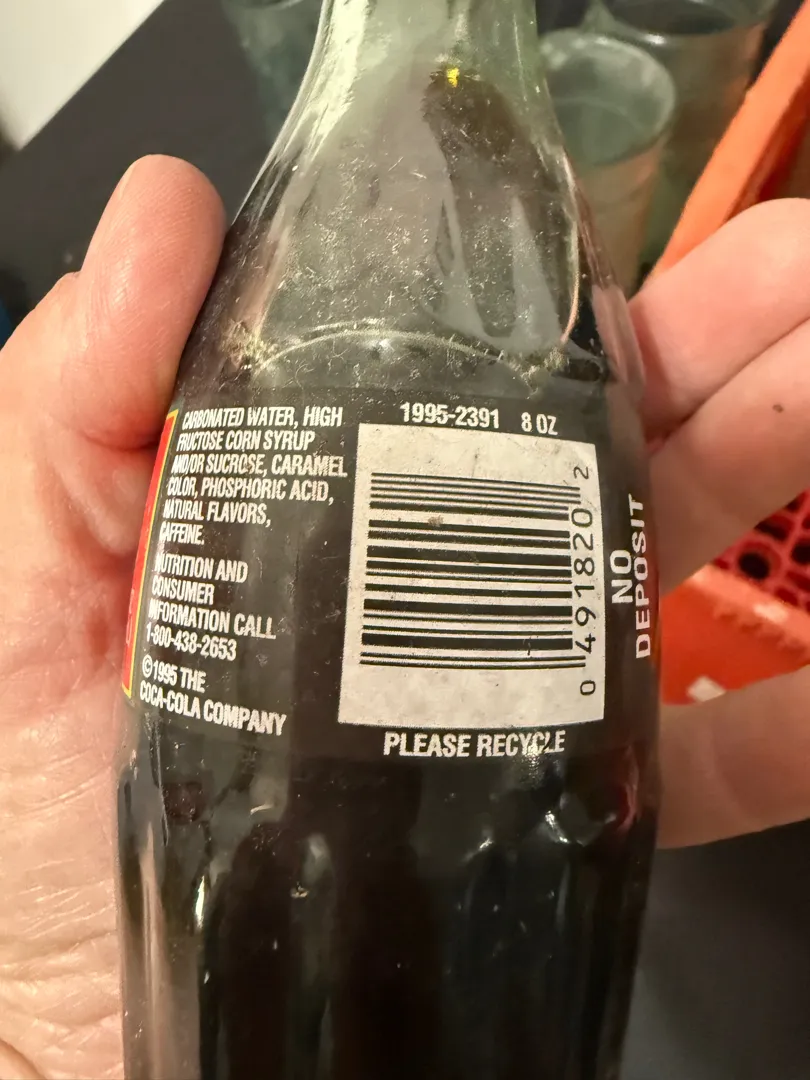 CARBONATED WATER, HIGH
FRUCTOSE CORN SYRUP
AND/OR SUCROSE, CARAMEL
COLOR, PHOSPHORIC ACID,
NATURAL FLAVORS,
CAFFEINE.
NUTRITION AND
CONSUMER
INFORMATION CALL
1-800-438-2653
©1995 THE
COCA-COLA COMPANY
1995-2391 8 OZ
0 491820 2
PLEASE RECYCLE
NO
DEPOSIT